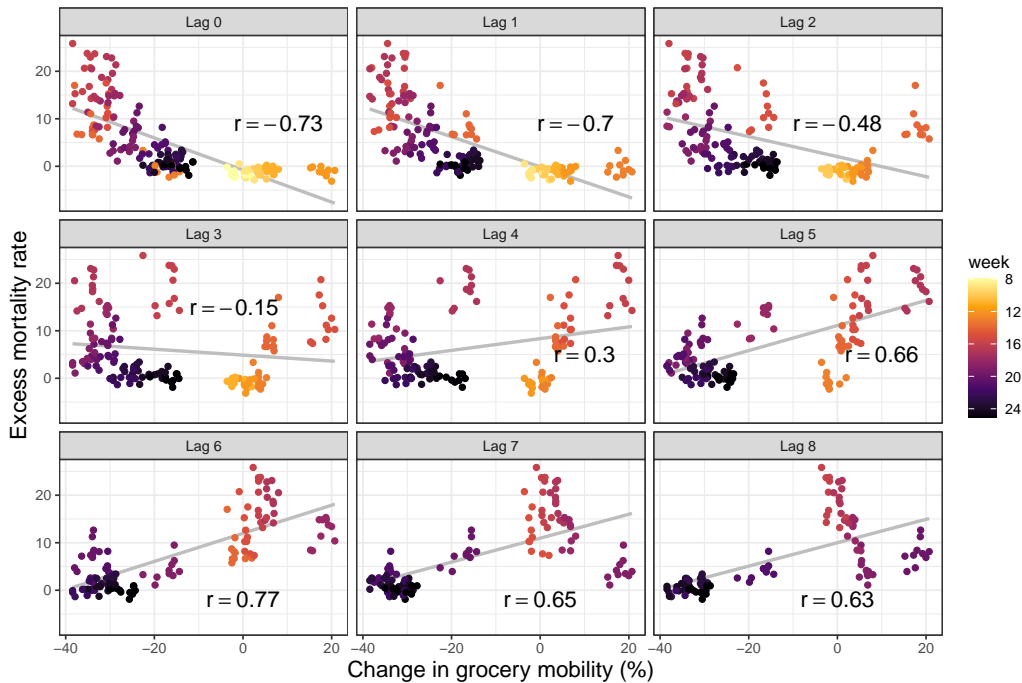 Lag 0 Lag 1 Lag 2
20
10
0
r = −0.73 r = −0.7 r = −0.48
Lag 3 Lag 4 Lag 5
20
10
0
r = −0.15 r = 0.3 r = 0.66
Lag 6 Lag 7 Lag 8
20
10
0
r = 0.77 r = 0.65 r = 0.63
−40 −20 0 20 −40 −20 0 20 −40 −20 0 20
Change in grocery mobility (%)
Excess mortality rate
week
8
12
16
20
24